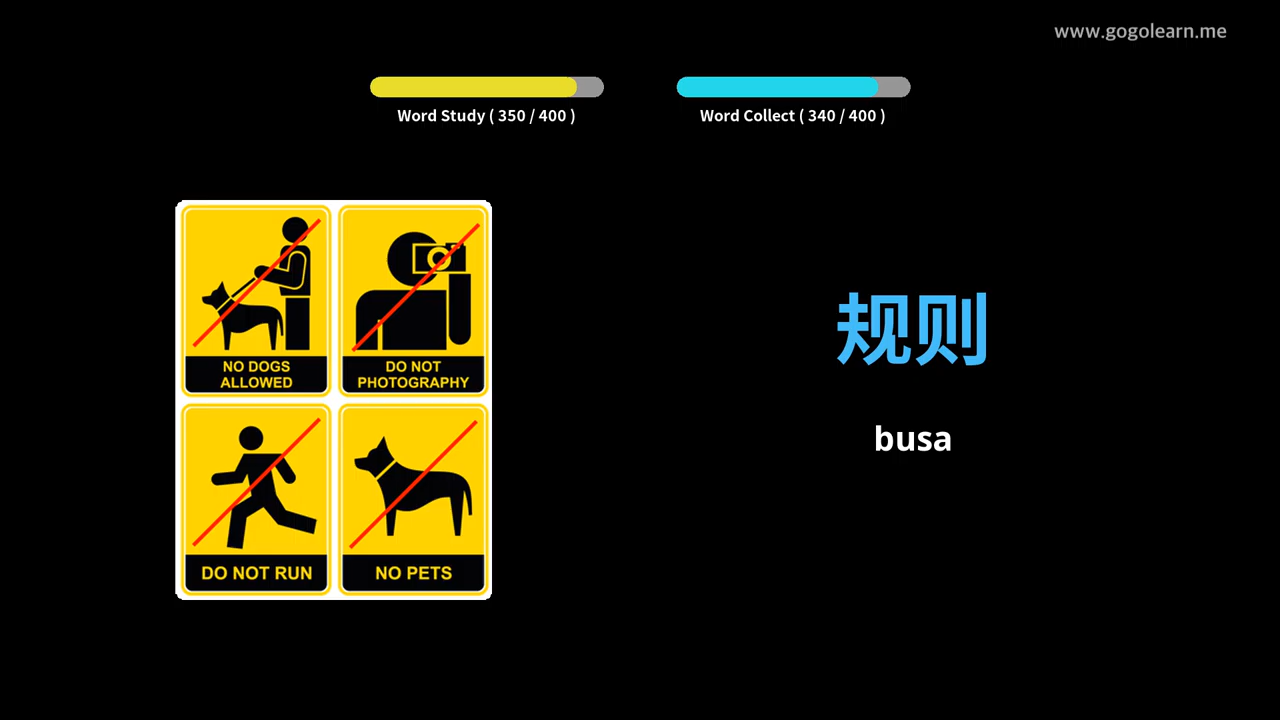 www.gogolearn.me
Word Study ( 350 / 400 )
Word Collect ( 340 / 400 )
NO DOGS
ALLOWED
DO NOT
PHOTOGRAPHY
DO NOT RUN
NO PETS
规则
busa